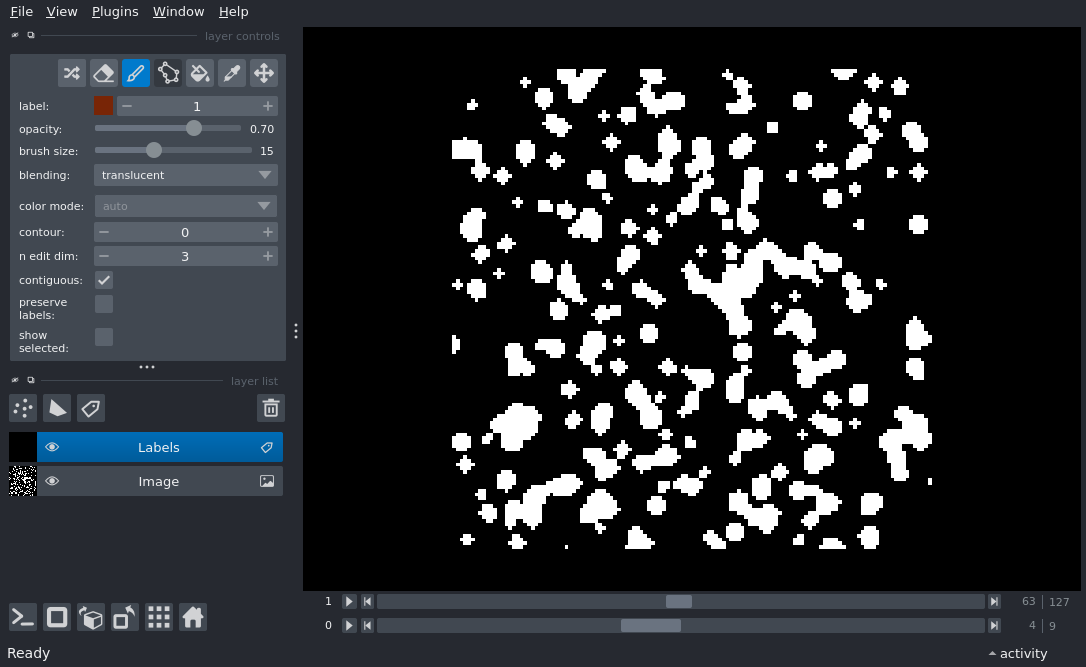 File View Plugins Window Help
layer controls
label: 1
opacity: 0.70
brush size: 15
blending: translucent
color mode: auto
contour: 0
n edit dim: 3
contiguous:
preserve
labels:
show
selected:
layer list
Labels
Image
1 63 127
0 4 9
Ready activity